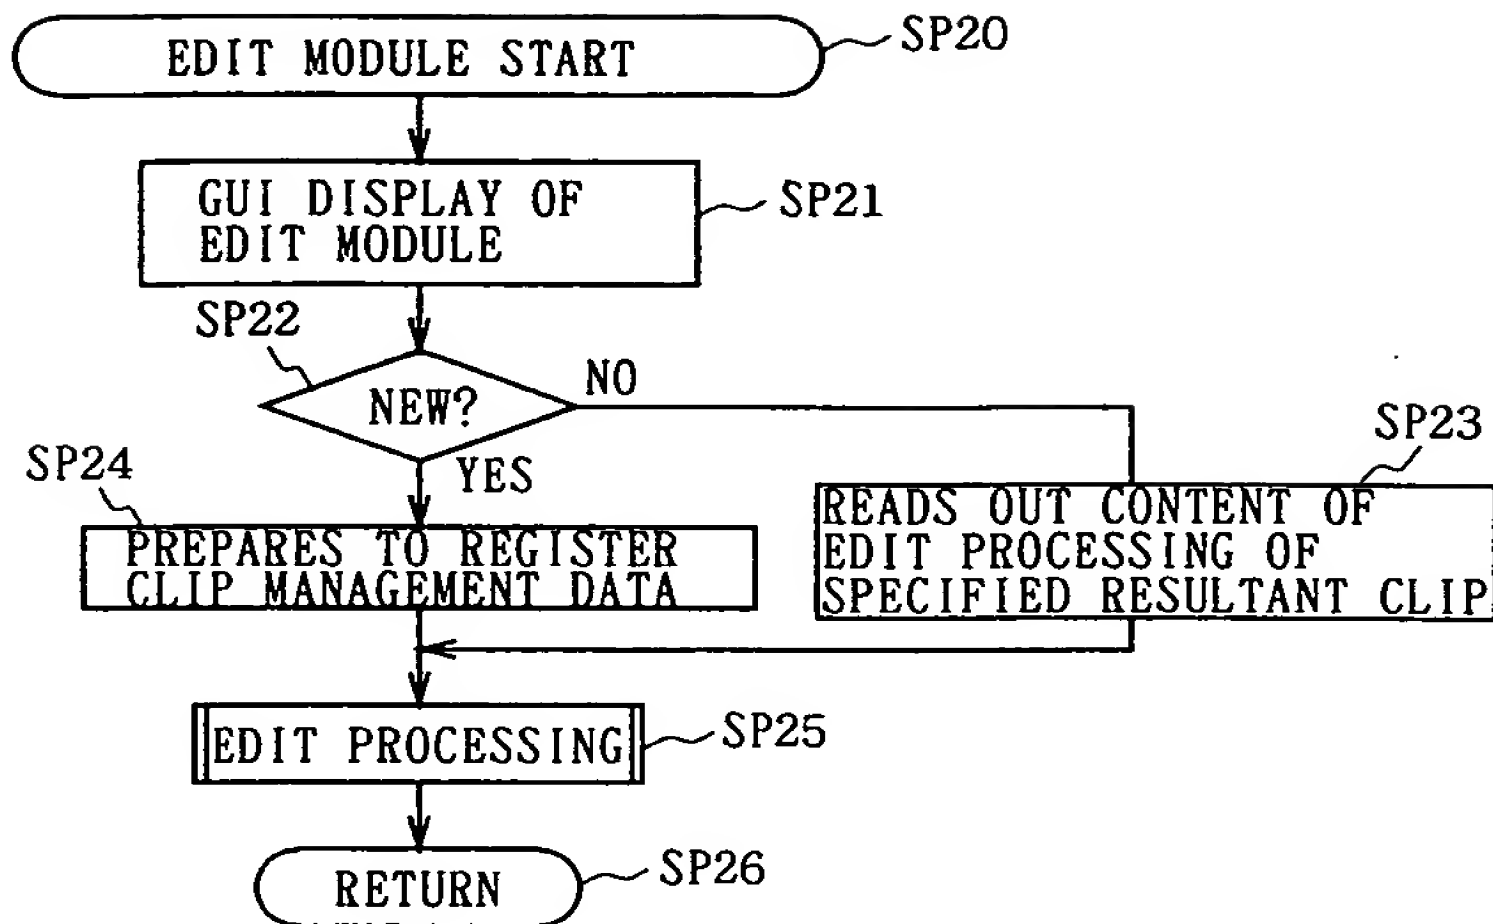 EDIT MODULE START
SP20
GUI DISPLAY OF
EDIT MODULE
SP21
SP22
NEW?
NO
YES
SP23
READS OUT CONTENT OF
EDIT PROCESSING OF
SPECIFIED RESULTANT CLIP
SP24
PREPARES TO REGISTER
CLIP MANAGEMENT DATA
EDIT PROCESSING
SP25
RETURN
SP26